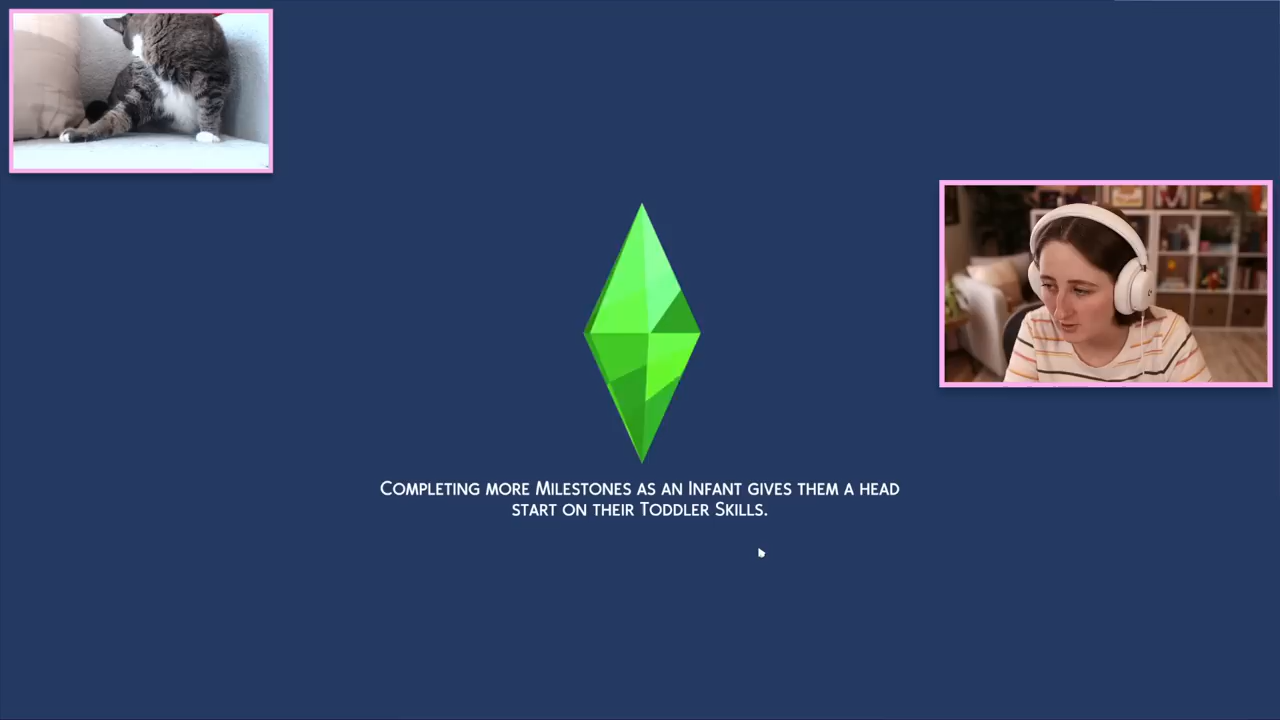 Completing more Milestones as an Infant gives them a head
start on their Toddler Skills.